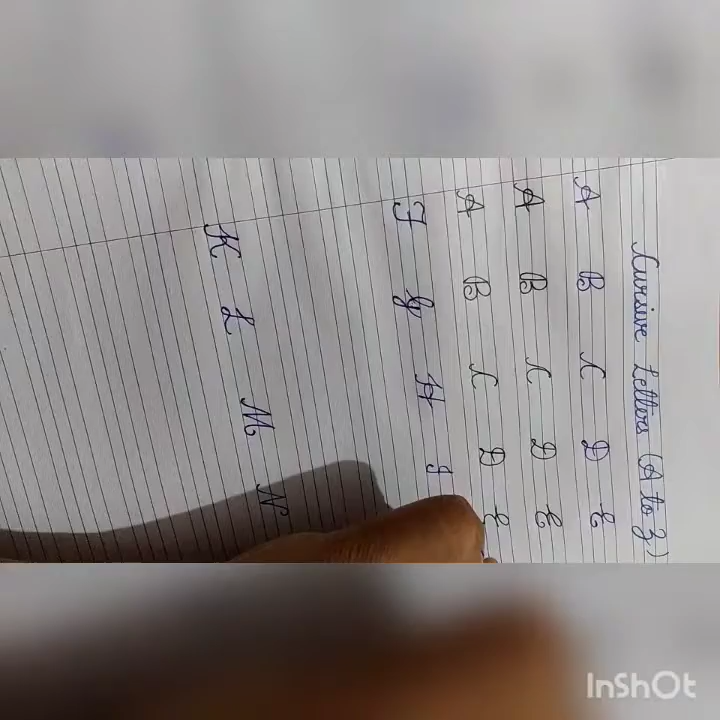 Cursive Letters (A to Z)
A B C D E
A B C D E
A B C D E
F G H I
K L M N
InShOt